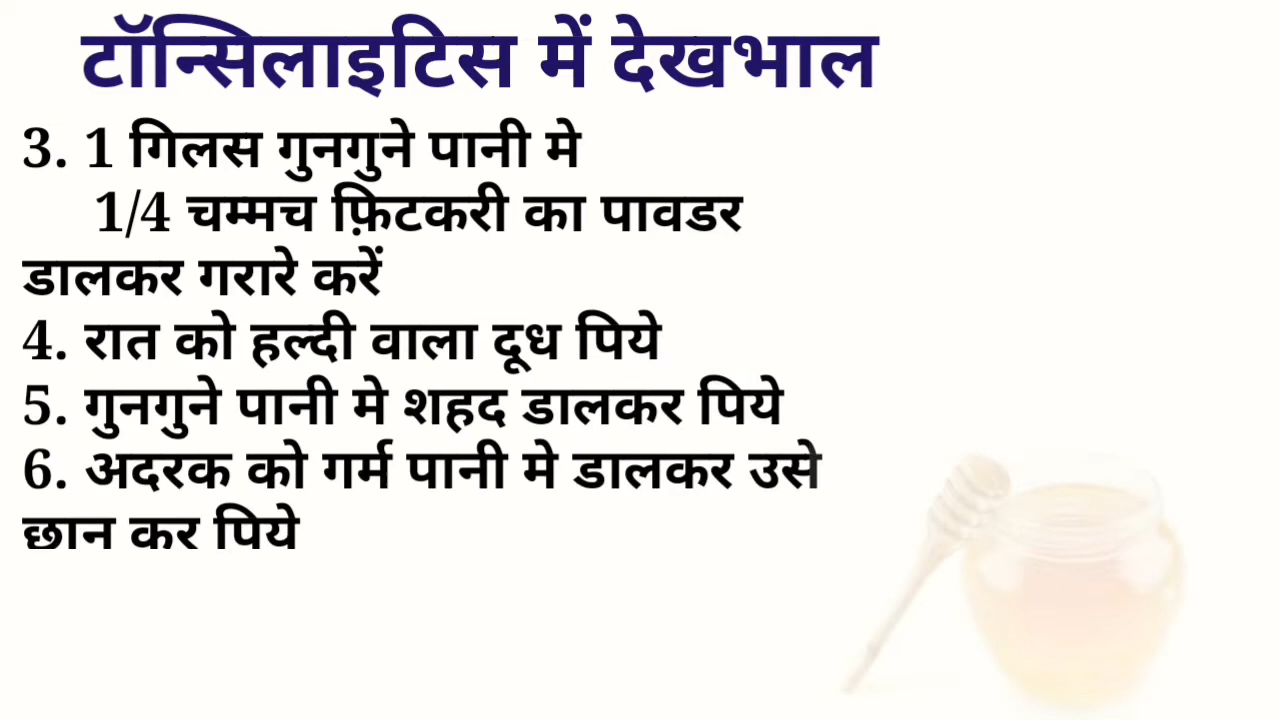 टॉन्सिलाइटिस में देखभाल
3. 1 गिलस गुनगुने पानी मे
1/4 चम्मच फ़िटकरी का पावडर
डालकर गरारे करें
4. रात को हल्दी वाला दूध पिये
5. गुनगुने पानी मे शहद डालकर पिये
6. अदरक को गर्म पानी मे डालकर उसे
छान कर पिये